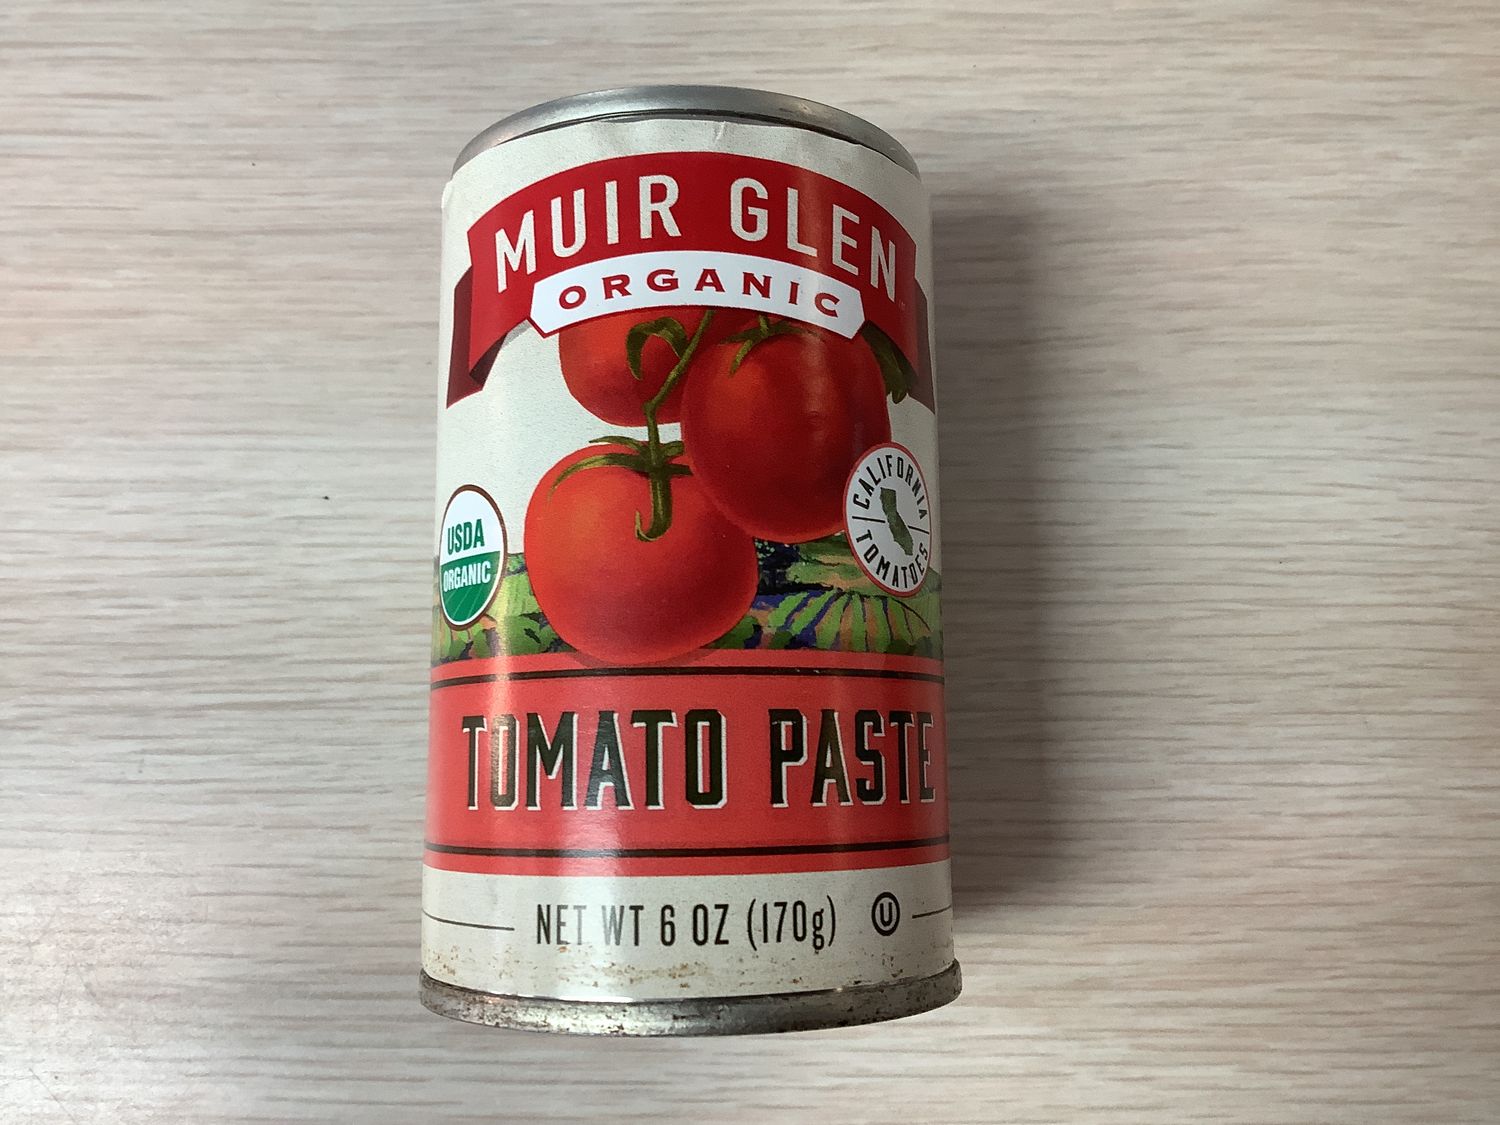 MUIR GLEN
ORGANIC
USDA
ORGANIC
CALIFORNIA
TOMATOES
TOMATO PASTE
NET WT 6 OZ (170g)
U